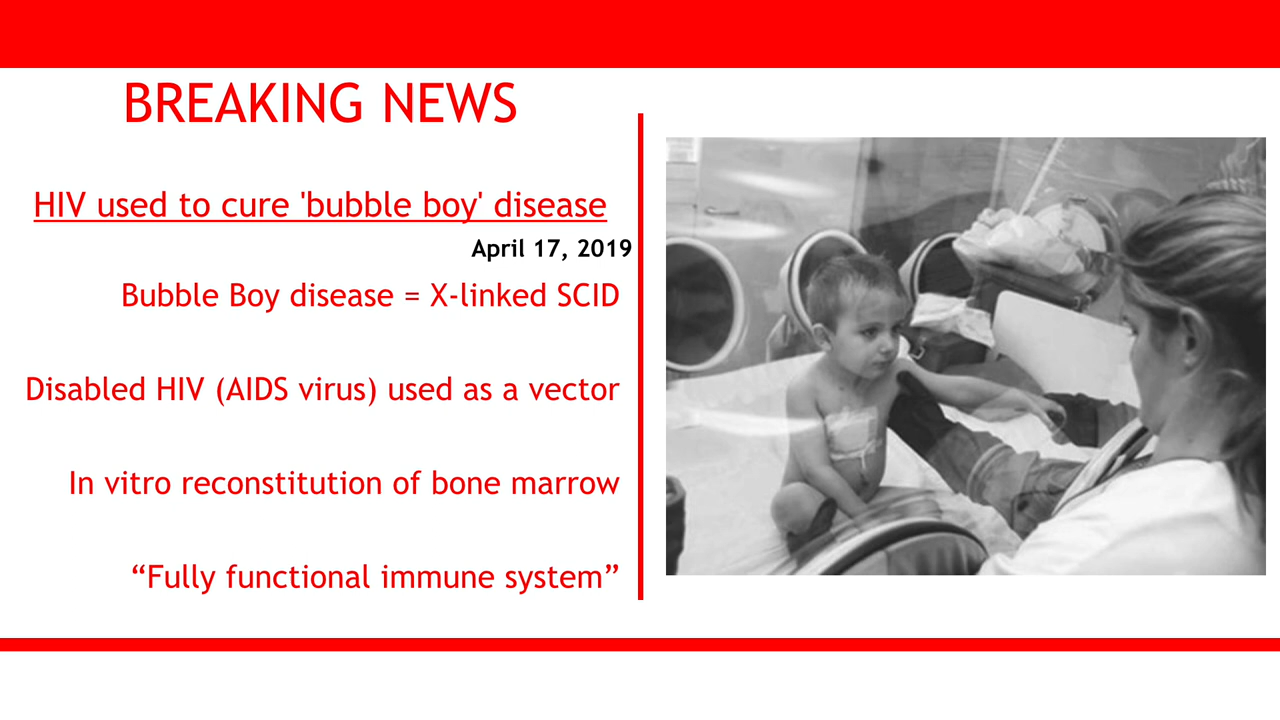 BREAKING NEWS
HIV used to cure 'bubble boy' disease
April 17, 2019
Bubble Boy disease = X-linked SCID
Disabled HIV (AIDS virus) used as a vector
In vitro reconstitution of bone marrow
“Fully functional immune system”